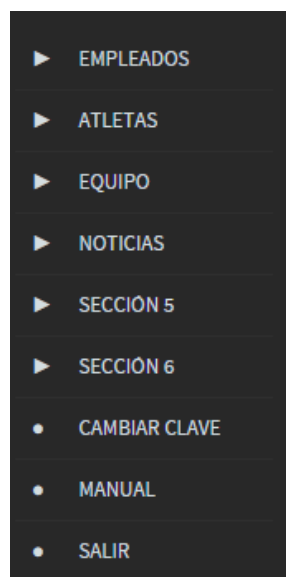 EMPLEADOS
ATLETAS
EQUIPO
NOTICIAS
SECCIÓN 5
SECCIÓN 6
CAMBIAR CLAVE
MANUAL
SALIR